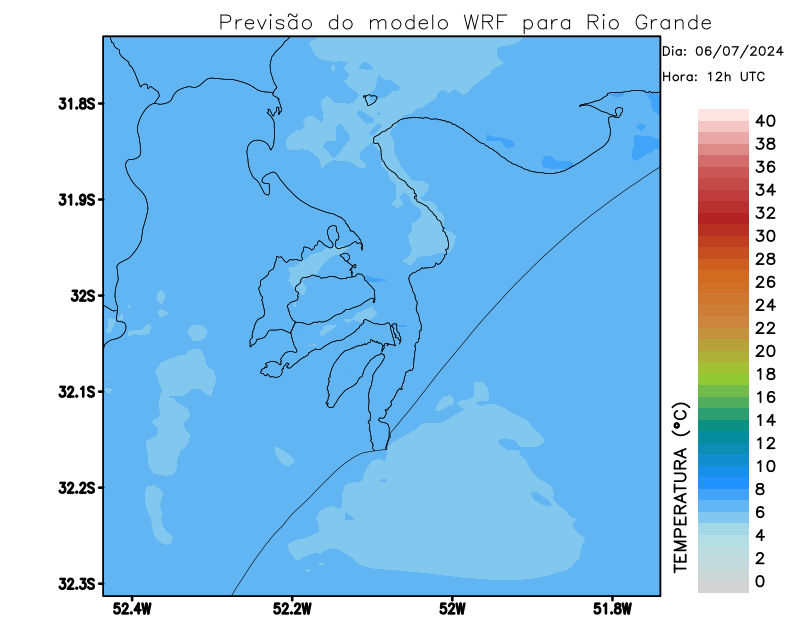 Previsão do modelo WRF para Rio Grande
Dia: 06/07/2024
Hora: 12h UTC
31.8S
31.9S
32S
32.1S
32.2S
32.3S
52.4W
52.2W
52W
51.8W
TEMPERATURA (°C)
40
38
36
34
32
30
28
26
24
22
20
18
16
14
12
10
8
6
4
2
0